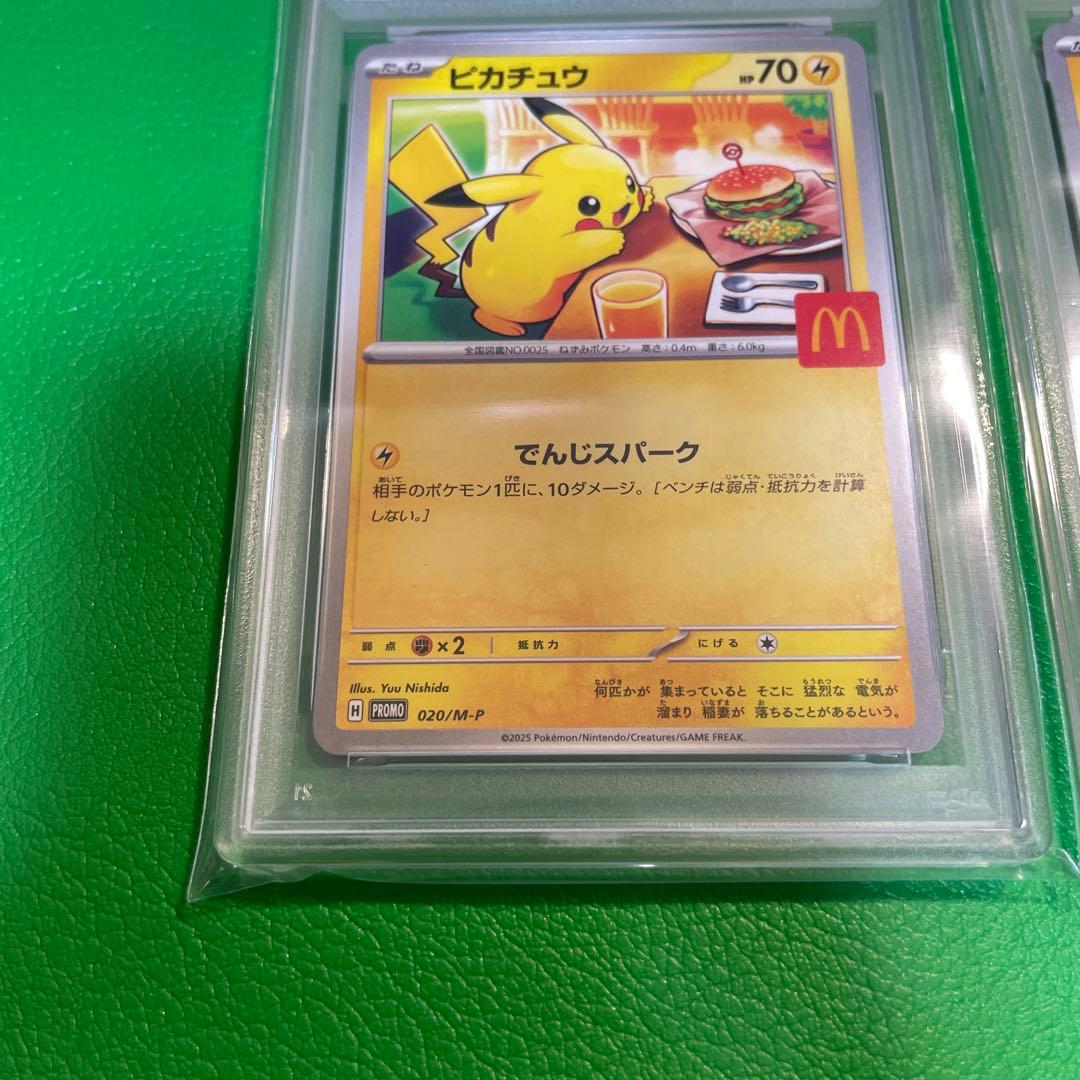 たね ピカチュウ HP70
全国図鑑NO.0025 ねずみポケモン 高さ：0.4m 重さ：6.0kg
でんじスパーク
相手のポケモン1匹に、10ダメージ。［ベンチは弱点・抵抗力を計算
しない。］
弱点 ×2 抵抗力 にげる
Illus. Yuu Nishida
何匹かが 集まっていると そこに 猛烈な 電気が
溜まり 稲妻が 落ちることがあるという。
H PROMO 020/M-P
©2025 Pokémon/Nintendo/Creatures/GAME FREAK.